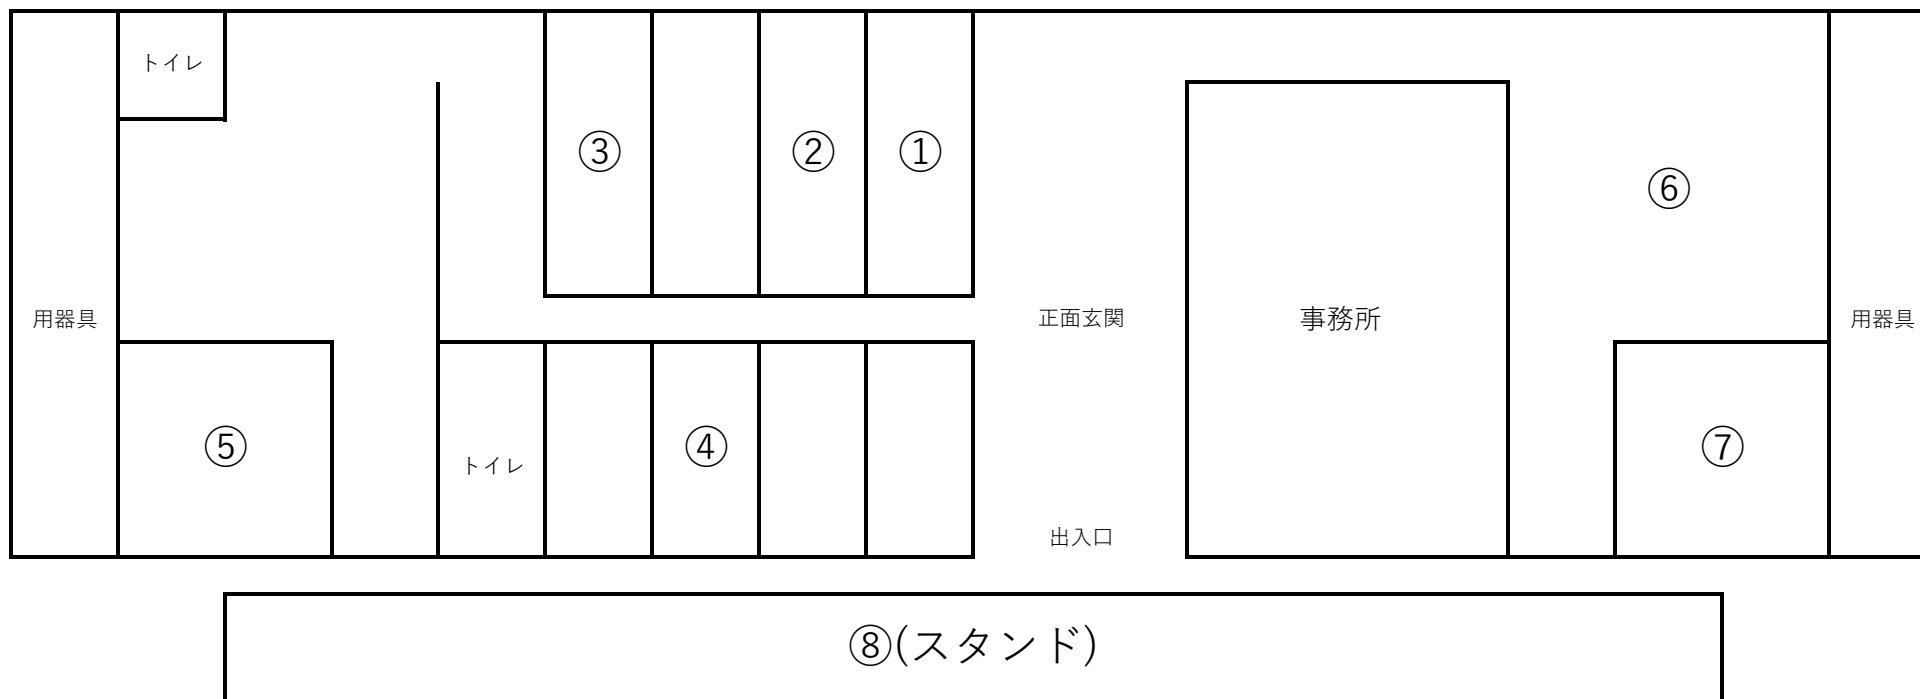 トイレ
③
②
①
⑥
用器具
正面玄関
事務所
用器具
⑤
トイレ
④
⑦
出入口
⑧(スタンド)